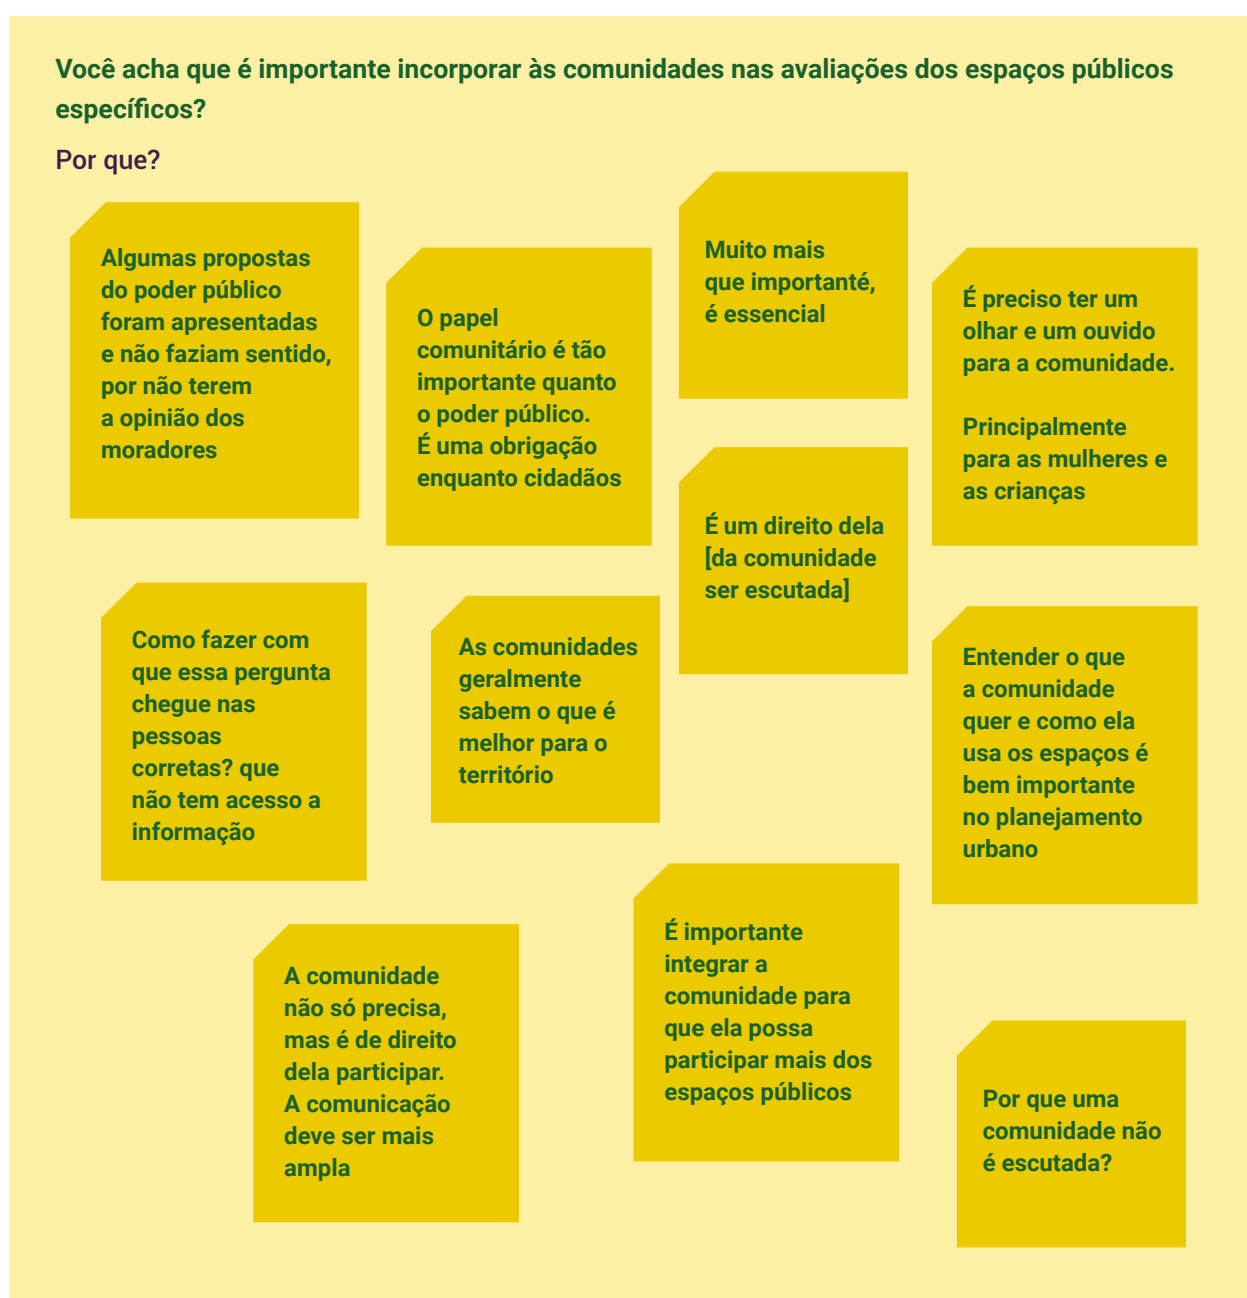 Você acha que é importante incorporar às comunidades nas avaliações dos espaços públicos
específicos?
Por que?
Algumas propostas
do poder público
foram apresentadas
e não faziam sentido,
por não terem
a opinião dos
moradores
O papel
comunitário é tão
importante quanto
o poder público.
É uma obrigação
enquanto cidadãos
Muito mais
que importanté,
é essencial
É preciso ter um
olhar e um ouvido
para a comunidade.
Principalmente
para as mulheres e
as crianças
É um direito dela
[da comunidade
ser escutada]
Como fazer com
que essa pergunta
chegue nas
pessoas
corretas? que
não tem acesso a
informação
As comunidades
geralmente
sabem o que é
melhor para o
território
Entender o que
a comunidade
quer e como ela
usa os espaços é
bem importante
no planejamento
urbano
A comunidade
não só precisa,
mas é de direito
dela participar.
A comunicação
deve ser mais
ampla
É importante
integrar a
comunidade para
que ela possa
participar mais dos
espaços públicos
Por que uma
comunidade não
é escutada?